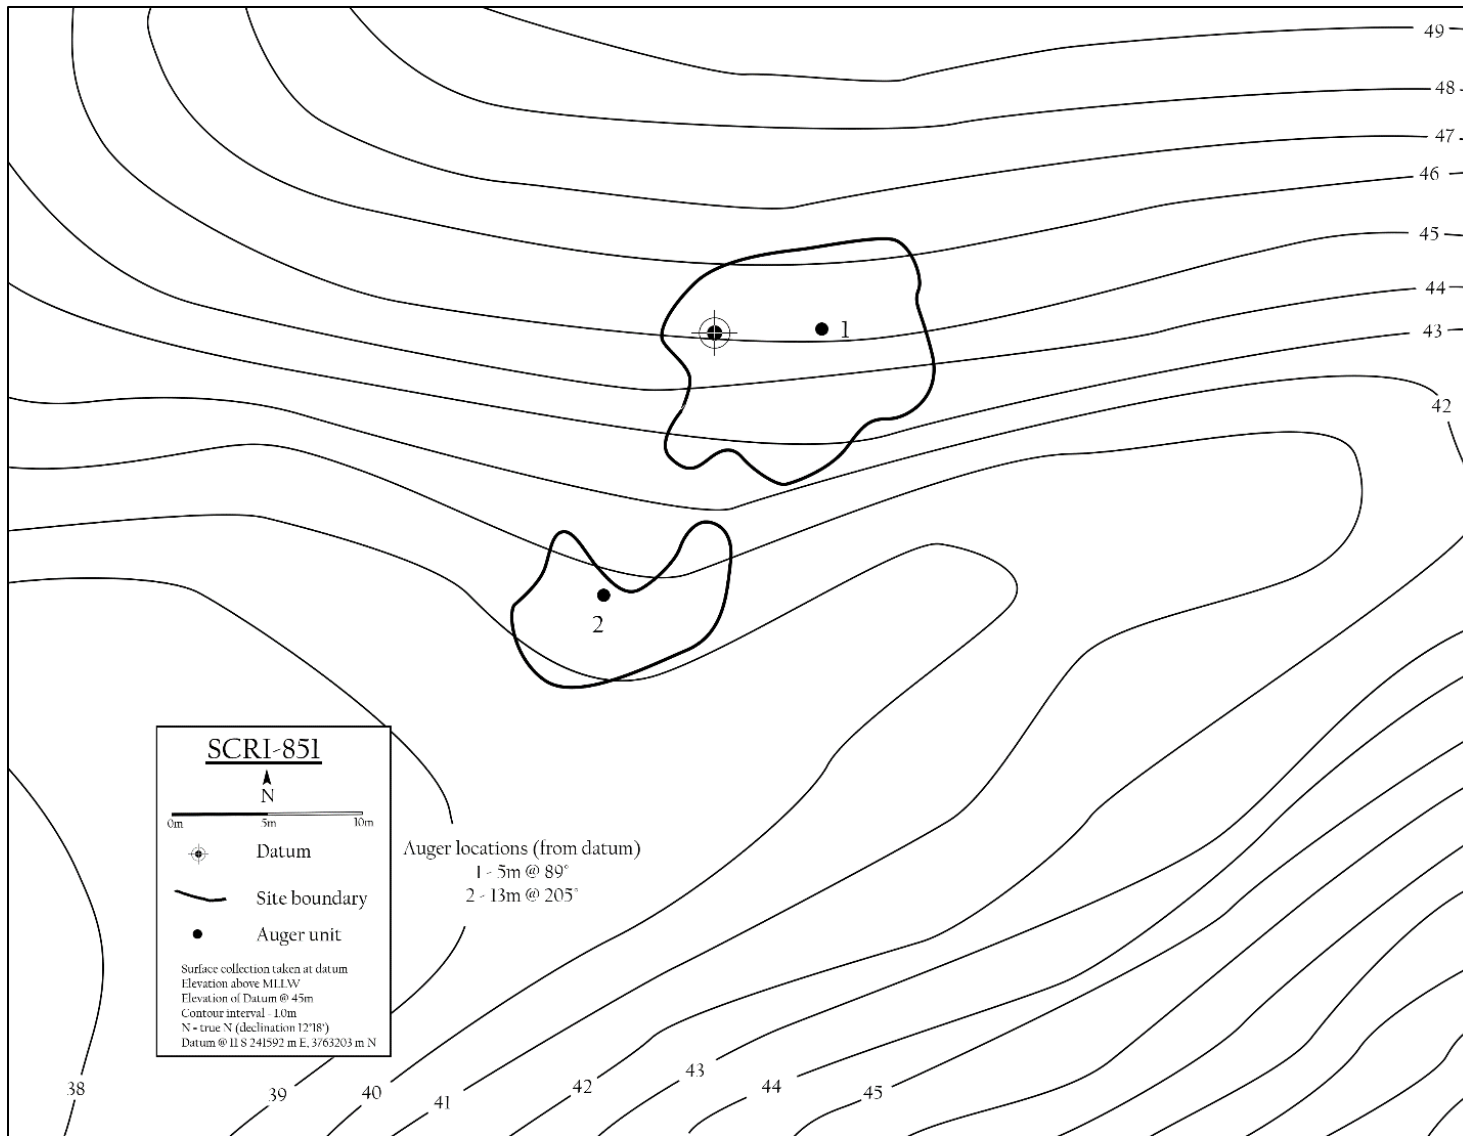 49
48
47
46
45
44
43
42
1
2
SCRI-851
N
0m 5m 10m
Datum
Site boundary
Auger unit
Surface collection taken at datum
Elevation above MLLW
Elevation of Datum @ 45m
Contour interval - 1.0m
N - true N (declination 12°18')
Datum @ 11 S 241592 m E, 3763203 m N
Auger locations (from datum)
1 - 5m @ 89°
2 - 13m @ 205°
38
39
40
41
42
43
44
45